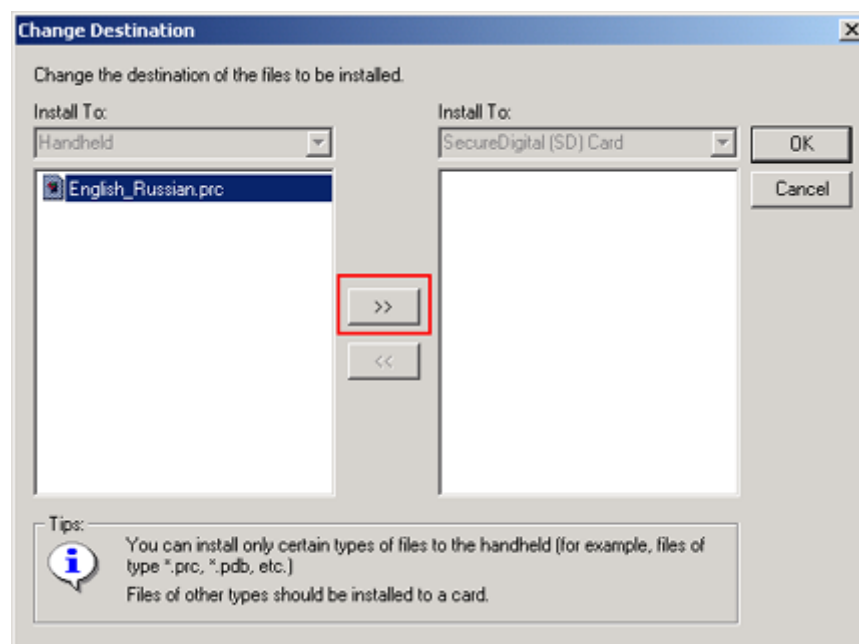 Change Destination
Change the destination of the files to be installed.
Install To:
Handheld
English_Russian.prc
>>
<<
Install To:
SecureDigital (SD) Card
OK
Cancel
Tips:
You can install only certain types of files to the handheld (for example, files of
type *.prc, *.pdb, etc.)
Files of other types should be installed to a card.